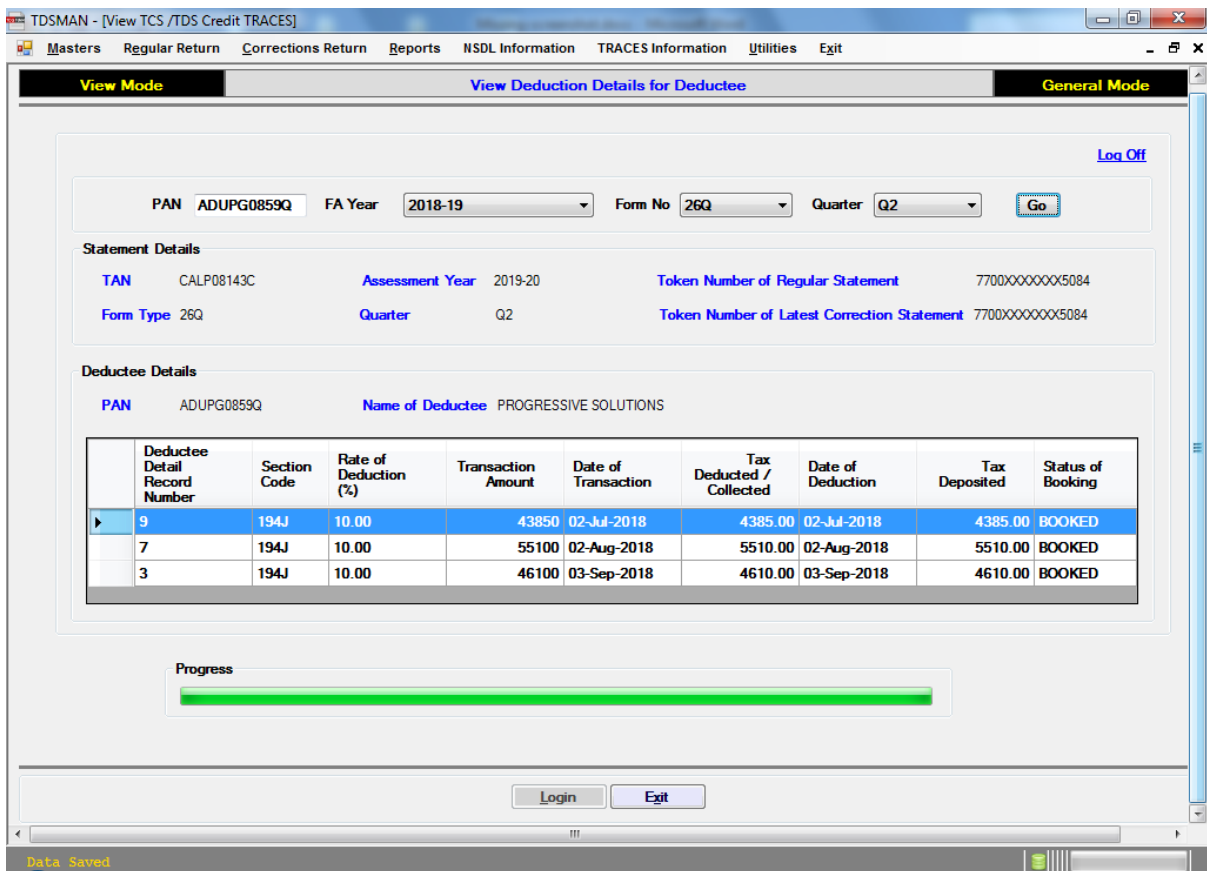 TDSMAN - [View TCS /TDS Credit TRACES]
Masters Regular Return Corrections Return Reports NSDL Information TRACES Information Utilities Exit
View Mode View Deduction Details for Deductee General Mode
Log Off
PAN ADUPG0859Q FA Year 2018-19 Form No 26Q Quarter Q2 Go
Statement Details
TAN CALP08143C Assessment Year 2019-20 Token Number of Regular Statement 7700XXXXXXX5084
Form Type 26Q Quarter Q2 Token Number of Latest Correction Statement 7700XXXXXXX5084
Deductee Details
PAN ADUPG0859Q Name of Deductee PROGRESSIVE SOLUTIONS
Deductee Detail Record Number Section Code Rate of Deduction (%) Transaction Amount Date of Transaction Tax Deducted / Collected Date of Deduction Tax Deposited Status of Booking
9 194J 10.00 43850 02-Jul-2018 4385.00 02-Jul-2018 4385.00 BOOKED
7 194J 10.00 55100 02-Aug-2018 5510.00 02-Aug-2018 5510.00 BOOKED
3 194J 10.00 46100 03-Sep-2018 4610.00 03-Sep-2018 4610.00 BOOKED
Progress
Login Exit
Data Saved